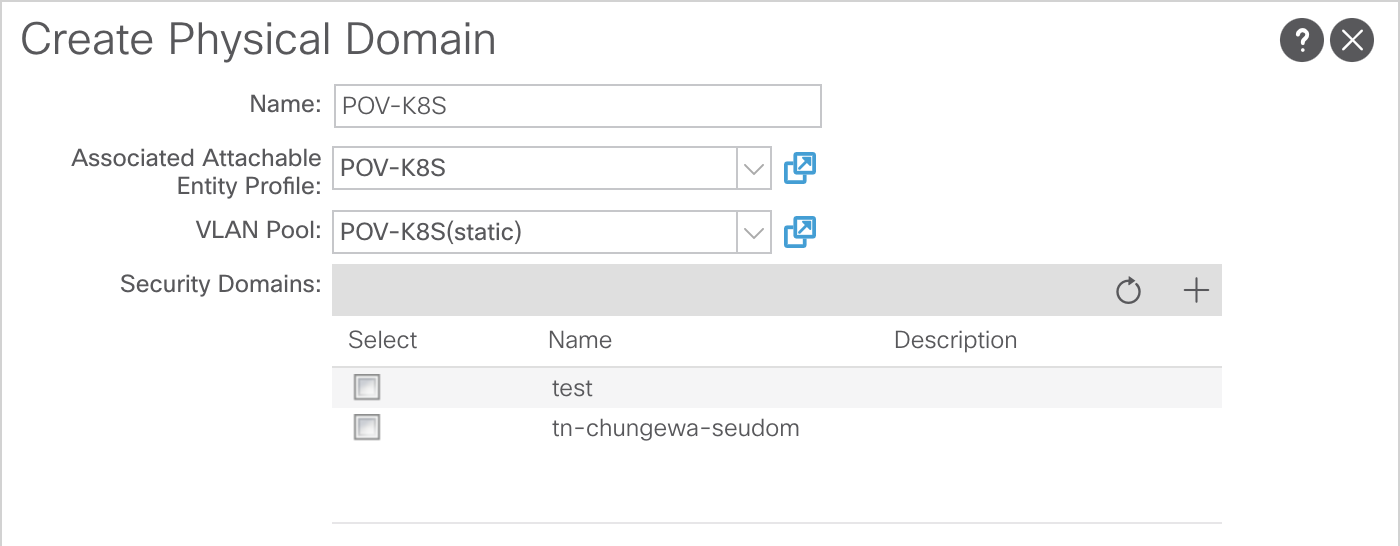 Create Physical Domain
?
Name: POV-K8S
Associated Attachable
Entity Profile: POV-K8S
VLAN Pool: POV-K8S(static)
Security Domains:
Select Name Description
test
tn-chungewa-seudom